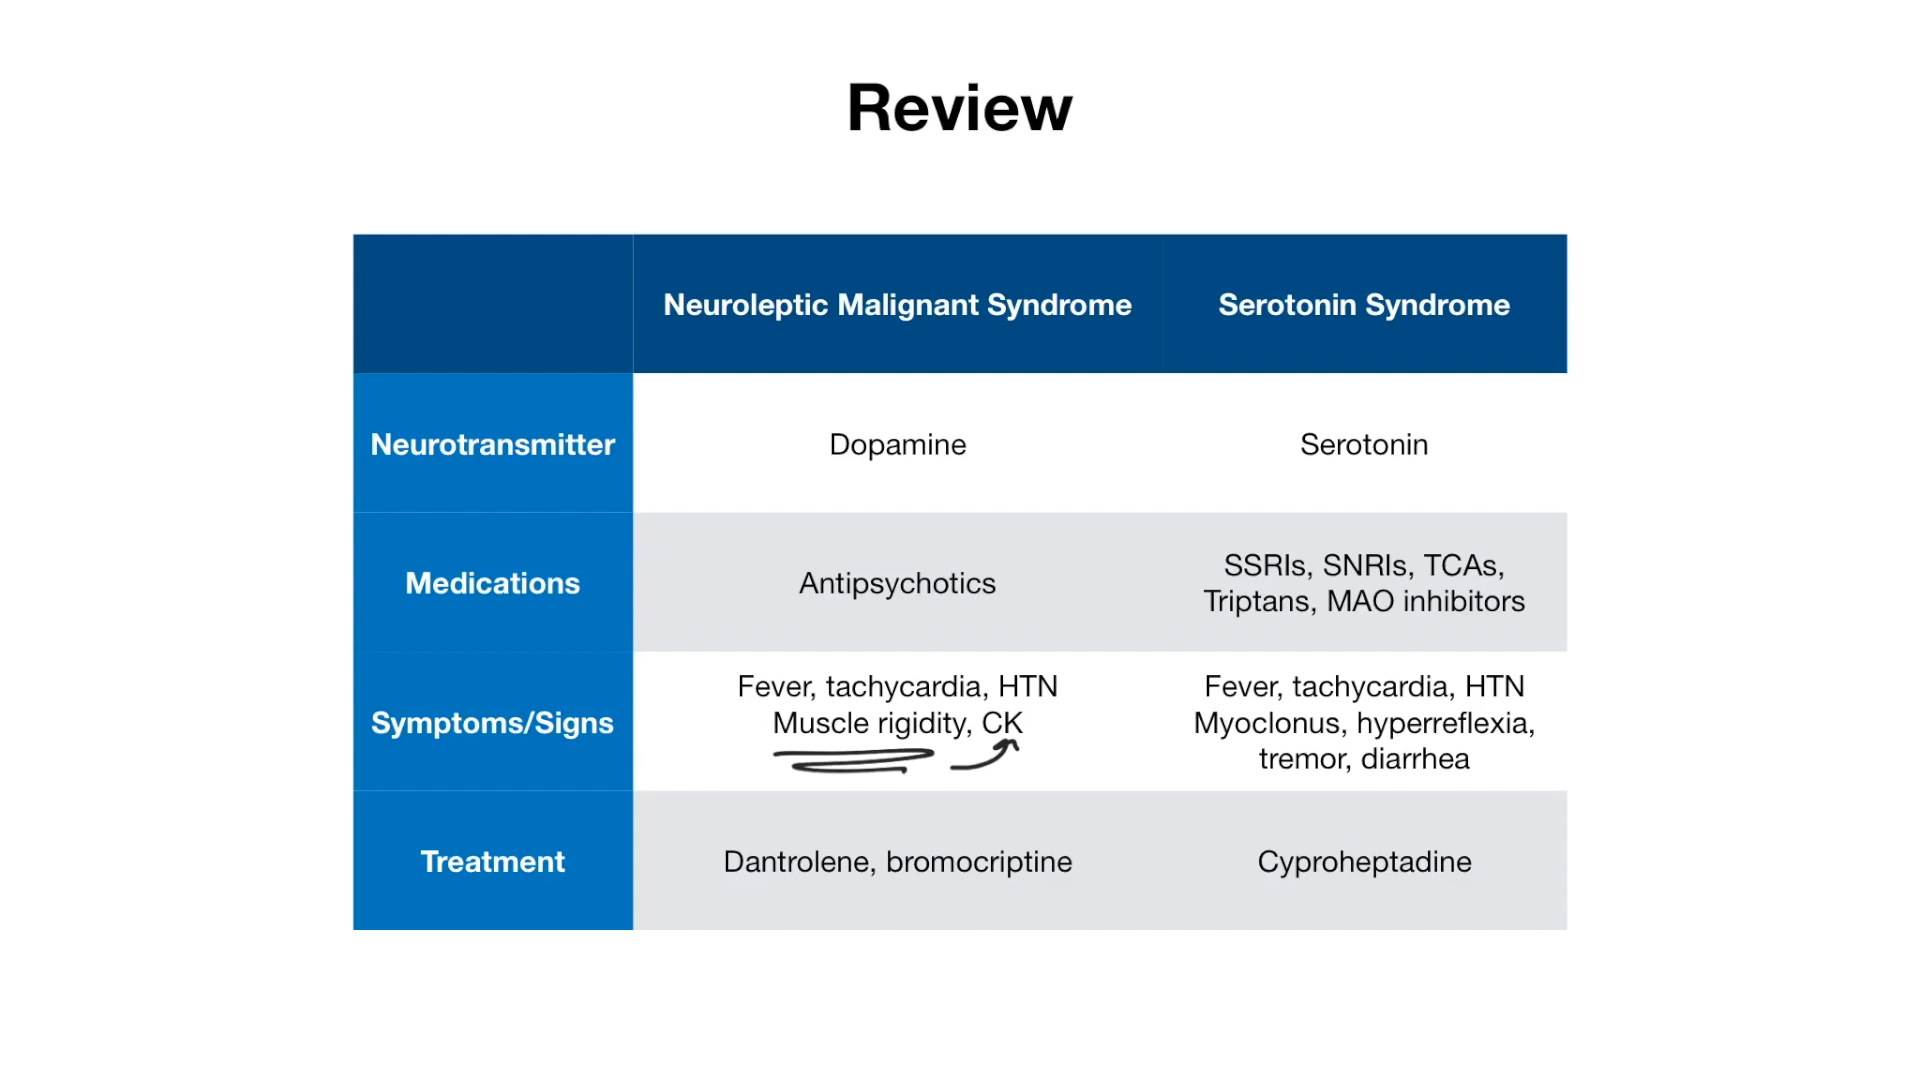 Review
Neuroleptic Malignant Syndrome
Serotonin Syndrome
Neurotransmitter
Dopamine
Serotonin
Medications
Antipsychotics
SSRIs, SNRIs, TCAs,
Triptans, MAO inhibitors
Symptoms/Signs
Fever, tachycardia, HTN
Muscle rigidity, CK
Fever, tachycardia, HTN
Myoclonus, hyperreflexia,
tremor, diarrhea
Treatment
Dantrolene, bromocriptine
Cyproheptadine